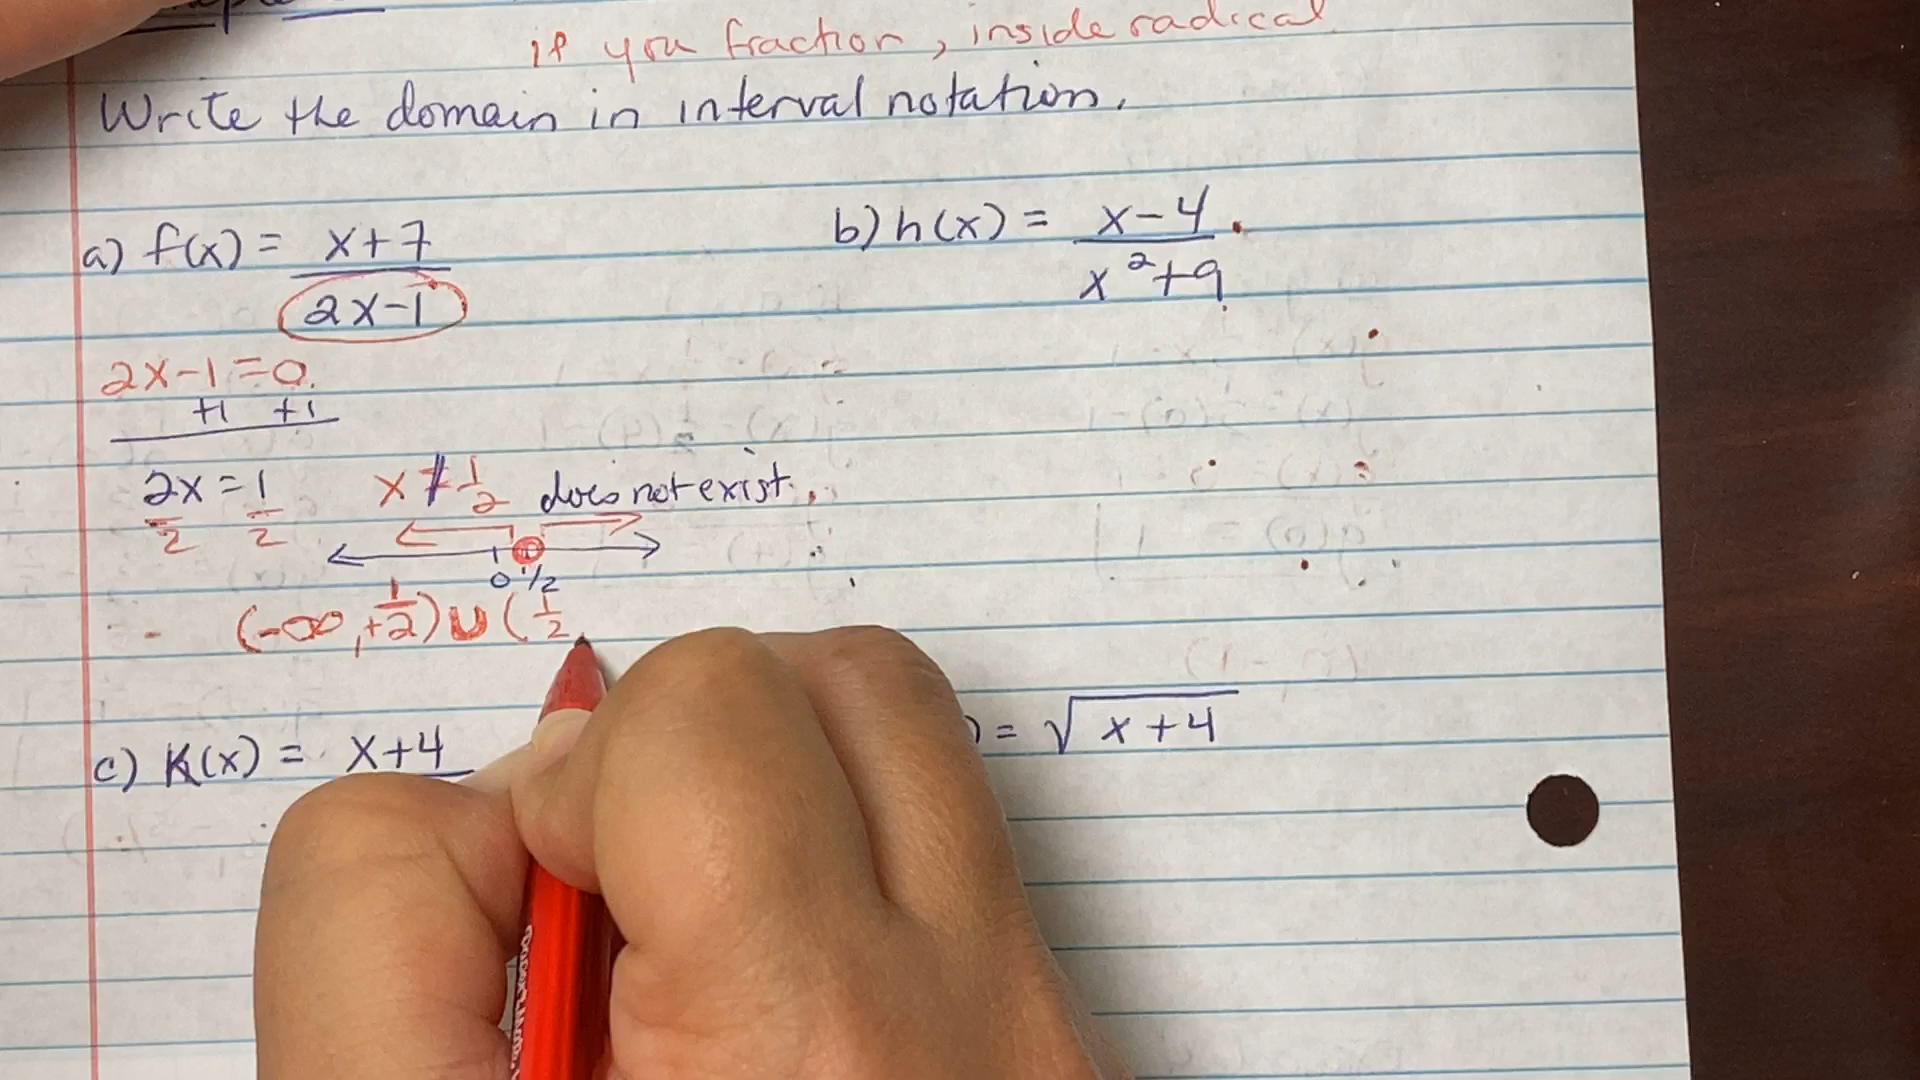 if you fraction, inside radical
Write the domain in interval notation.
a) f(x) = x+7 / 2x-1
b) h(x) = x-4 / x²+9
2x-1=0
+1 +1
2x = 1
2 2
x ≠ 1/2 does not exist.
0 1/2
(-∞, +1/2) ∪ (1/2,
c) K(x) = x+4
) = √x+4